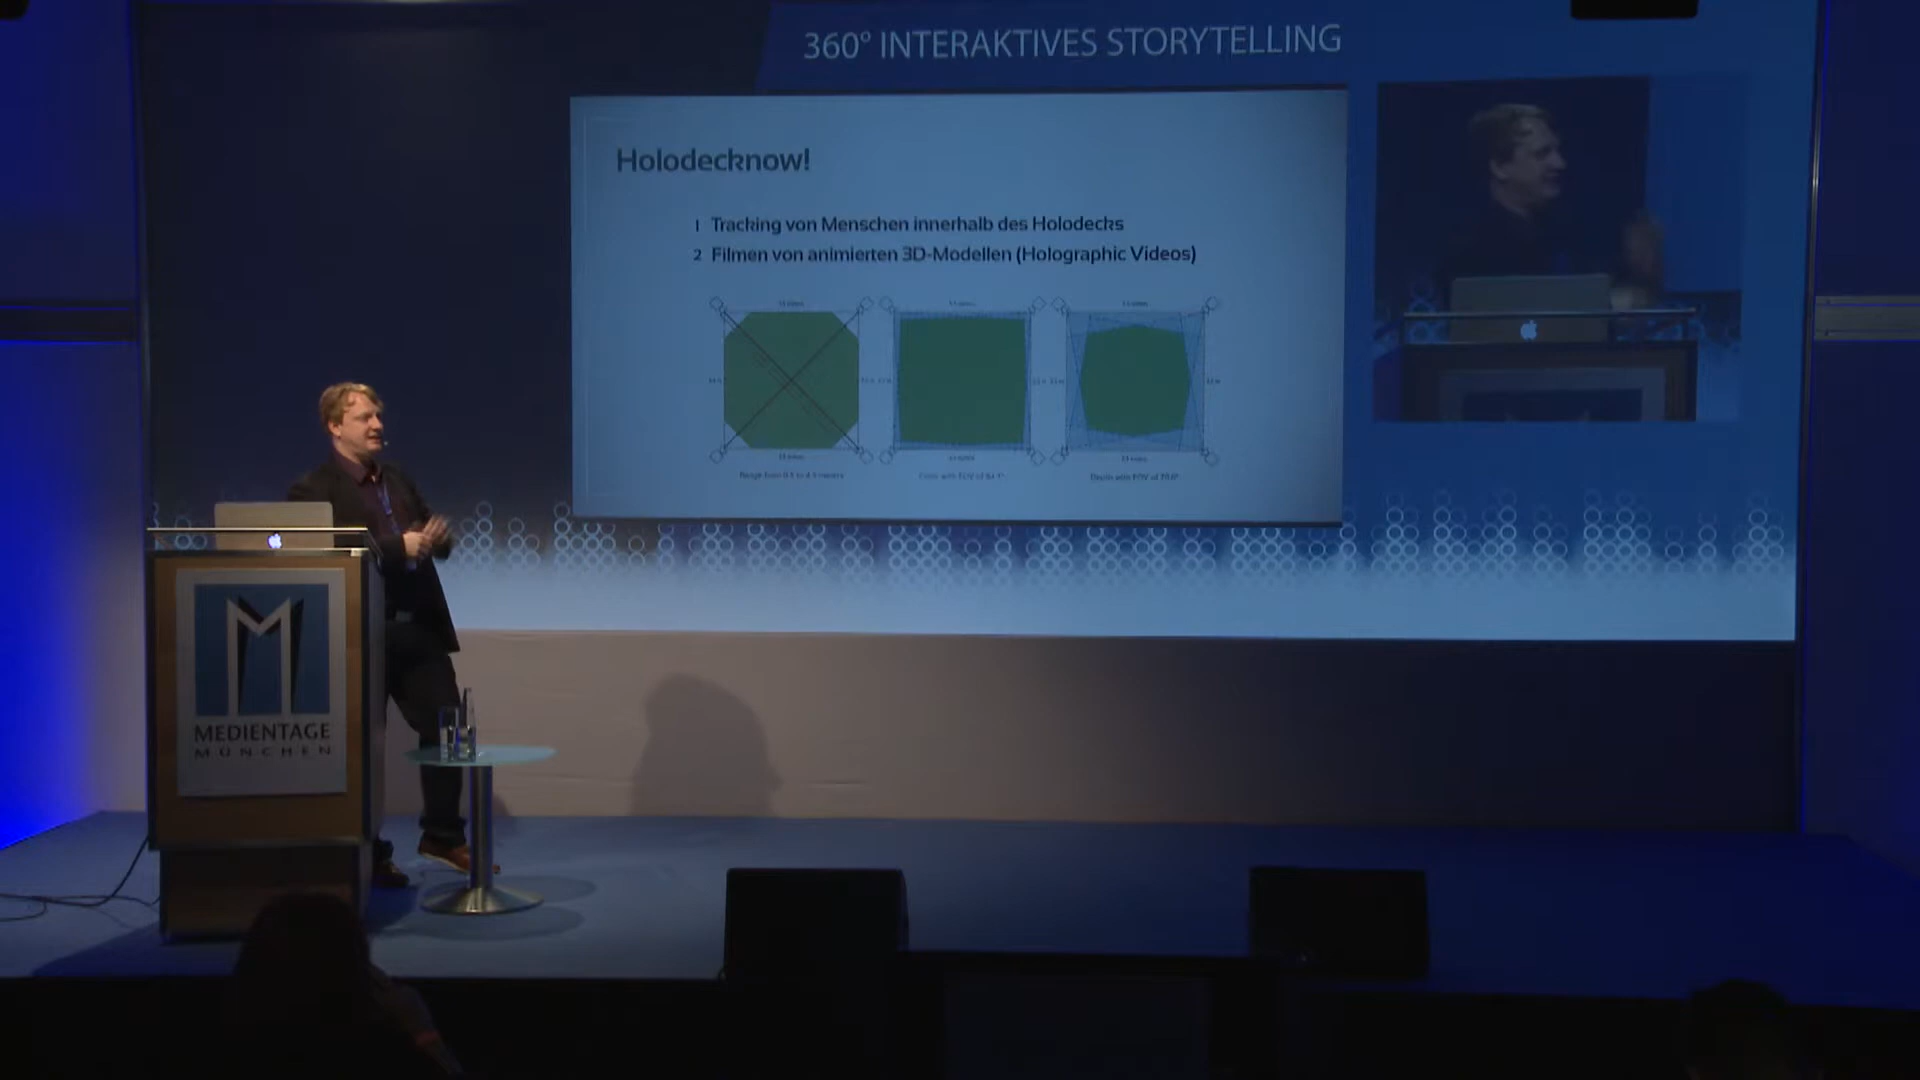 360° INTERAKTIVES STORYTELLING
Holodecknow!
1 Tracking von Menschen innerhalb des Holodecks
2 Filmen von animierten 3D-Modellen (Holographic Videos)
MEDIENTAGE
MÜNCHEN